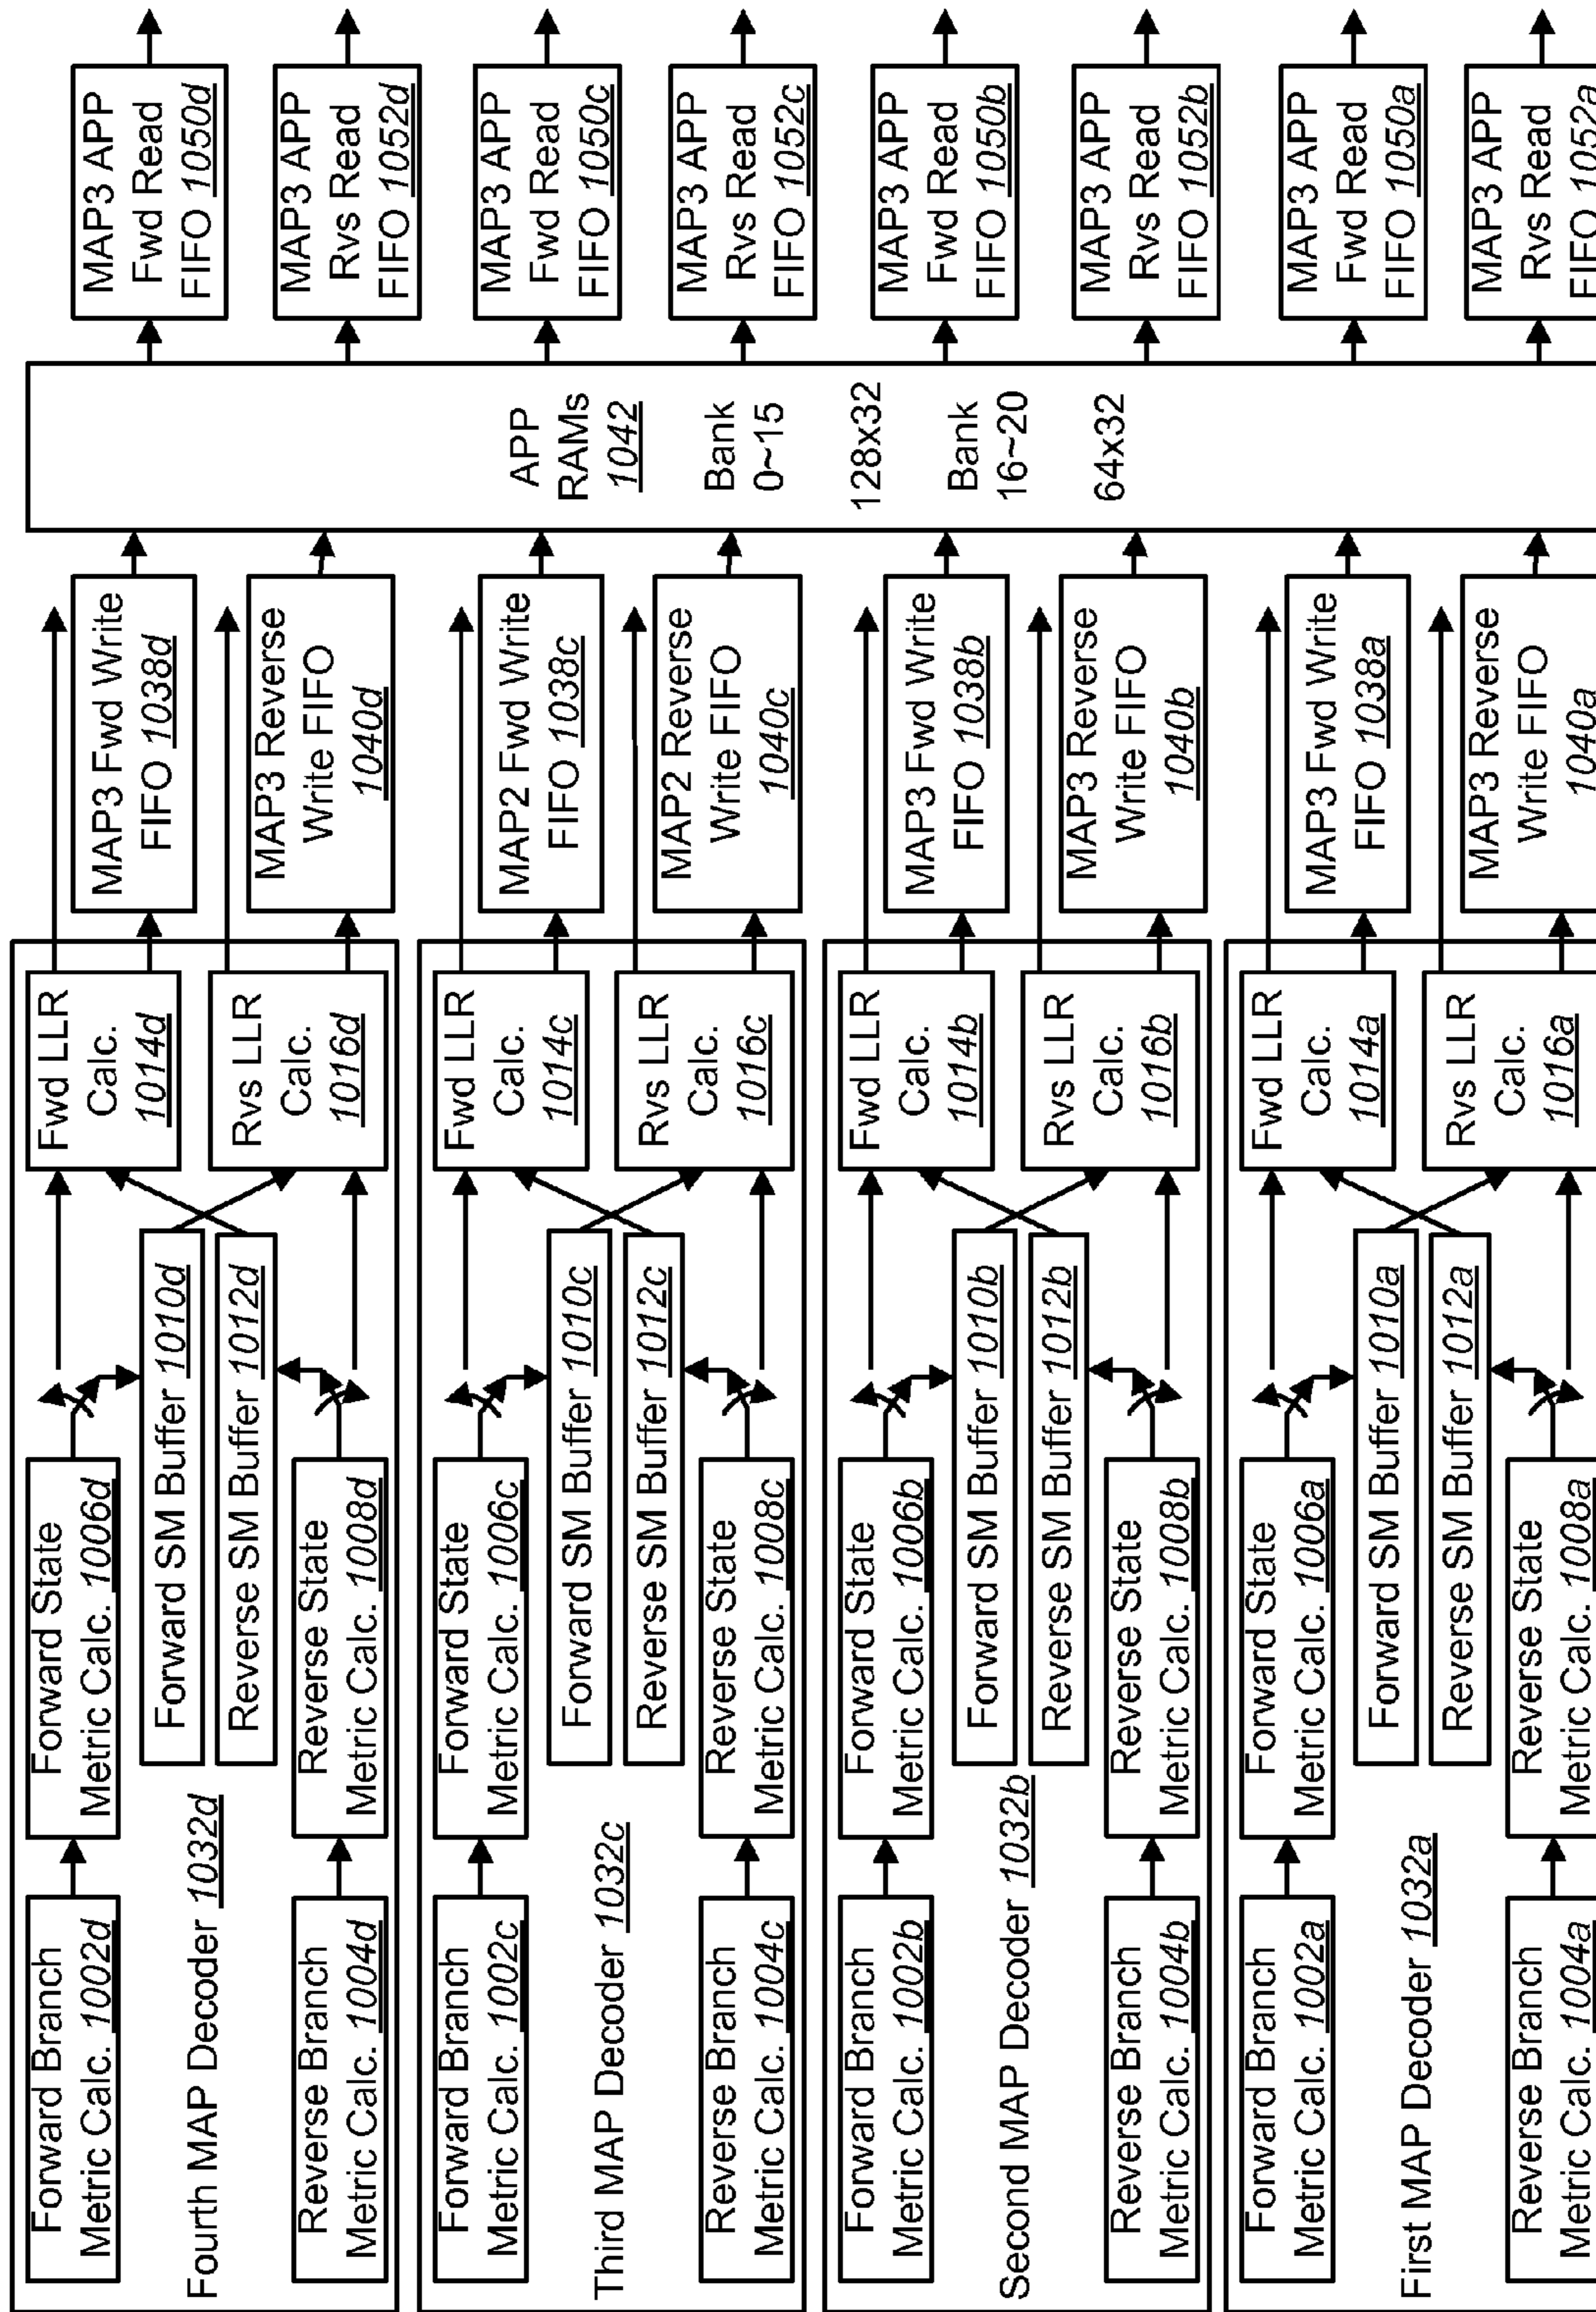 Forward Branch
Metric Calc. 1002d
Fourth MAP Decoder 1032d
Reverse Branch
Metric Calc. 1004d
Forward State
Metric Calc. 1006d
Forward SM Buffer 1010d
Reverse SM Buffer 1012d
Reverse State
Metric Calc. 1008d
Fwd LLR
Calc.
1014d
Rvs LLR
Calc.
1016d
MAP3 Fwd Write
FIFO 1038d
MAP3 Reverse
Write FIFO
1040d
Forward Branch
Metric Calc. 1002c
Third MAP Decoder 1032c
Reverse Branch
Metric Calc. 1004c
Forward State
Metric Calc. 1006c
Forward SM Buffer 1010c
Reverse SM Buffer 1012c
Reverse State
Metric Calc. 1008c
Fwd LLR
Calc.
1014c
Rvs LLR
Calc.
1016c
MAP2 Fwd Write
FIFO 1038c
MAP2 Reverse
Write FIFO
1040c
Forward Branch
Metric Calc. 1002b
Second MAP Decoder 1032b
Reverse Branch
Metric Calc. 1004b
Forward State
Metric Calc. 1006b
Forward SM Buffer 1010b
Reverse SM Buffer 1012b
Reverse State
Metric Calc. 1008b
Fwd LLR
Calc.
1014b
Rvs LLR
Calc.
1016b
MAP3 Fwd Write
FIFO 1038b
MAP3 Reverse
Write FIFO
1040b
Forward Branch
Metric Calc. 1002a
First MAP Decoder 1032a
Reverse Branch
Metric Calc. 1004a
Forward State
Metric Calc. 1006a
Forward SM Buffer 1010a
Reverse SM Buffer 1012a
Reverse State
Metric Calc. 1008a
Fwd LLR
Calc.
1014a
Rvs LLR
Calc.
1016a
MAP3 Fwd Write
FIFO 1038a
MAP3 Reverse
Write FIFO
1040a
APP
RAMs
1042
Bank
0~15
128x32
Bank
16~20
64x32
MAP3 APP
Fwd Read
FIFO 1050d
MAP3 APP
Rvs Read
FIFO 1052d
MAP3 APP
Fwd Read
FIFO 1050c
MAP3 APP
Rvs Read
FIFO 1052c
MAP3 APP
Fwd Read
FIFO 1050b
MAP3 APP
Rvs Read
FIFO 1052b
MAP3 APP
Fwd Read
FIFO 1050a
MAP3 APP
Rvs Read
FIFO 1052a